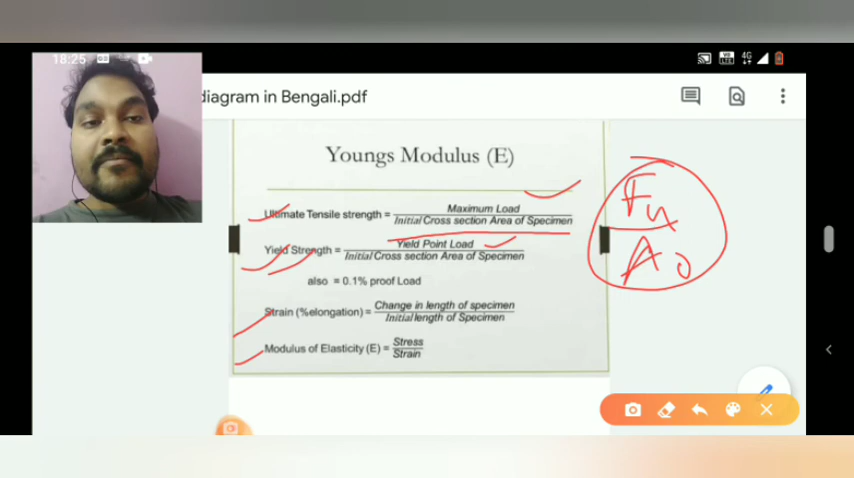 18:25
VoLTE 4G
diagram in Bengali.pdf
Youngs Modulus (E)
Ultimate Tensile strength = Maximum Load / Initial Cross section Area of Specimen
Yield Strength = Yield Point Load / Initial Cross section Area of Specimen
also = 0.1% proof Load
Strain (%elongation) = Change in length of specimen / Initial length of Specimen
Modulus of Elasticity (E) = Stress / Strain
Fu
A0